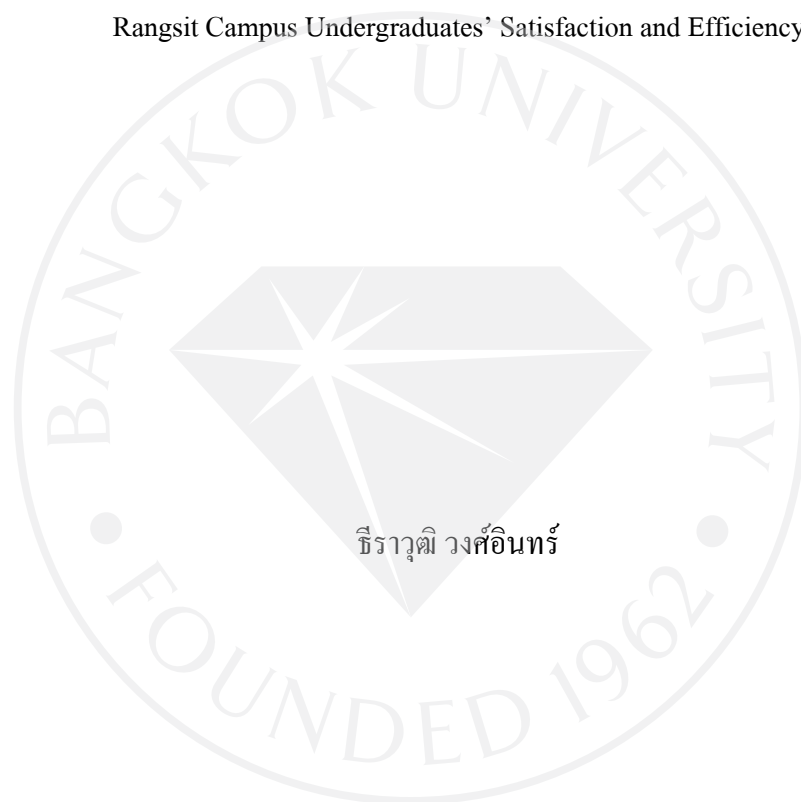 Rangsit Campus Undergraduates’ Satisfaction and Efficiency
BANGKOK UNIVERSITY
ธีราวุฒิ วงศ์อินทร์
• FOUNDED 1962 •